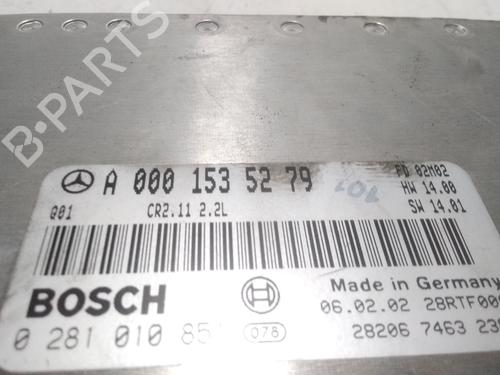 B-PARTS
A 000 153 52 79
FD 02M02
HW 14.00
SW 14.01
Q01 CR2.11 2.2L
BOSCH
Made in Germany
06.02.02
0 281 010
078
28206 7463